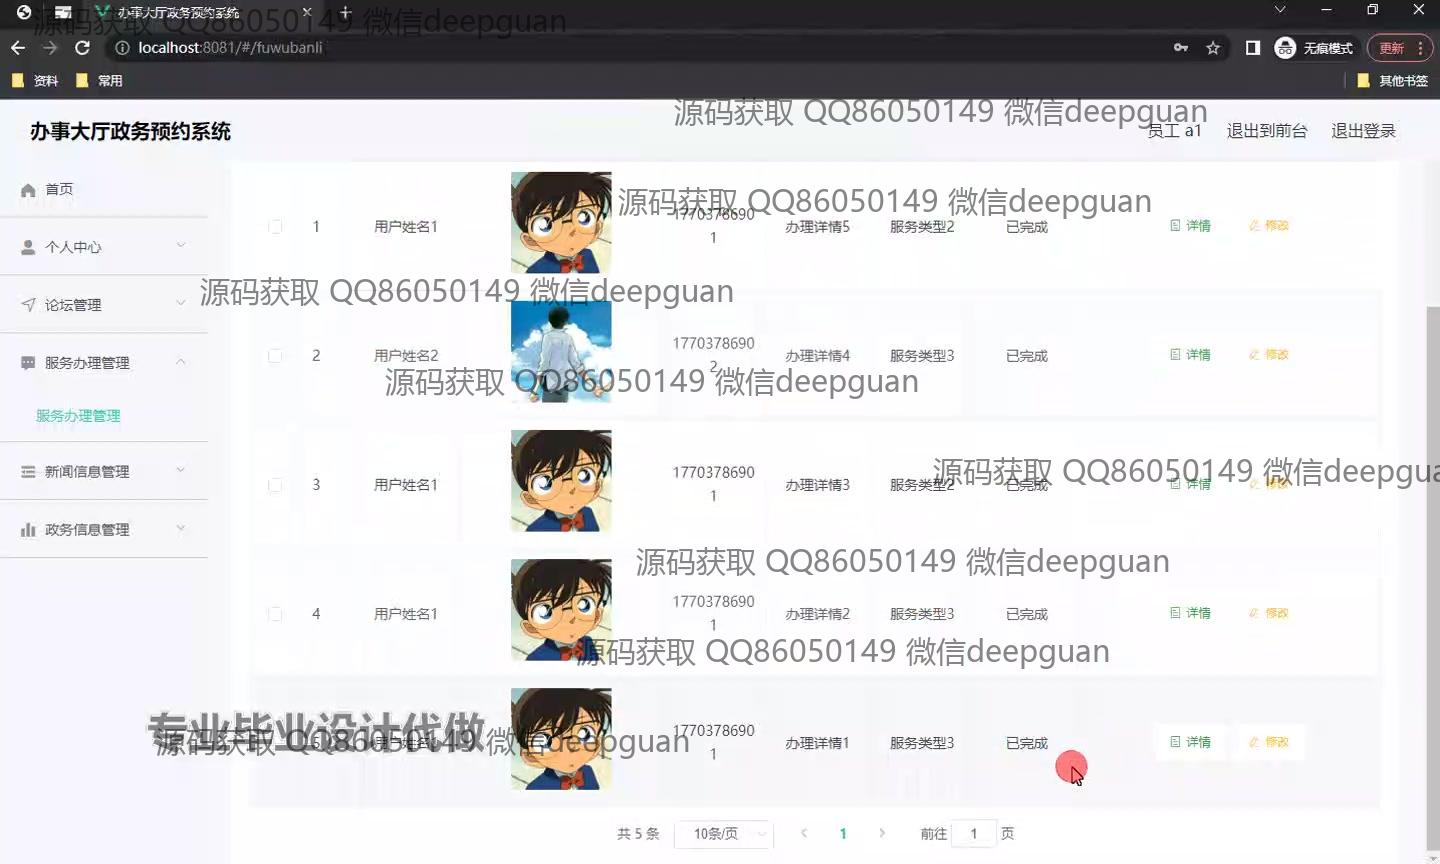 办事大厅政务预约系统
localhost:8081/#/fuwubanli
无痕模式
更新
资料
常用
其他书签
源码获取 QQ86050149 微信deepguan
源码获取 QQ86050149 微信deepguan
办事大厅政务预约系统
员工 a1
退出到前台
退出登录
首页
个人中心
论坛管理
服务办理管理
服务办理管理
新闻信息管理
政务信息管理
源码获取 QQ86050149 微信deepguan
1 用户姓名1 17703786901 办理详情5 服务类型2 已完成 详情 修改
源码获取 QQ86050149 微信deepguan
2 用户姓名2 17703786902 办理详情4 服务类型3 已完成 详情 修改
源码获取 QQ86050149 微信deepguan
源码获取 QQ86050149 微信deepgua
3 用户姓名1 17703786901 办理详情3 服务类型2 已完成 详情 修改
源码获取 QQ86050149 微信deepguan
4 用户姓名1 17703786901 办理详情2 服务类型3 已完成 详情 修改
源码获取 QQ86050149 微信deepguan
专业毕业设计代做
源码获取 QQ86050149 微信deepguan
17703786901 办理详情1 服务类型3 已完成 详情 修改
共 5 条 10条/页 1 前往 1 页